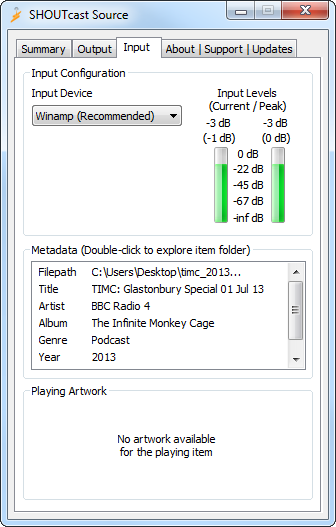 SHOUTcast Source
Summary Output Input About | Support | Updates
Input Configuration
Input Device
Winamp (Recommended)
Input Levels
(Current / Peak)
-3 dB -3 dB
(-1 dB) (0 dB)
0 dB
-22 dB
-45 dB
-67 dB
-inf dB
Metadata (Double-click to explore item folder)
Filepath C:\Users\Desktop\timc_2013...
Title TIMC: Glastonbury Special 01 Jul 13
Artist BBC Radio 4
Album The Infinite Monkey Cage
Genre Podcast
Year 2013
Playing Artwork
No artwork available
for the playing item